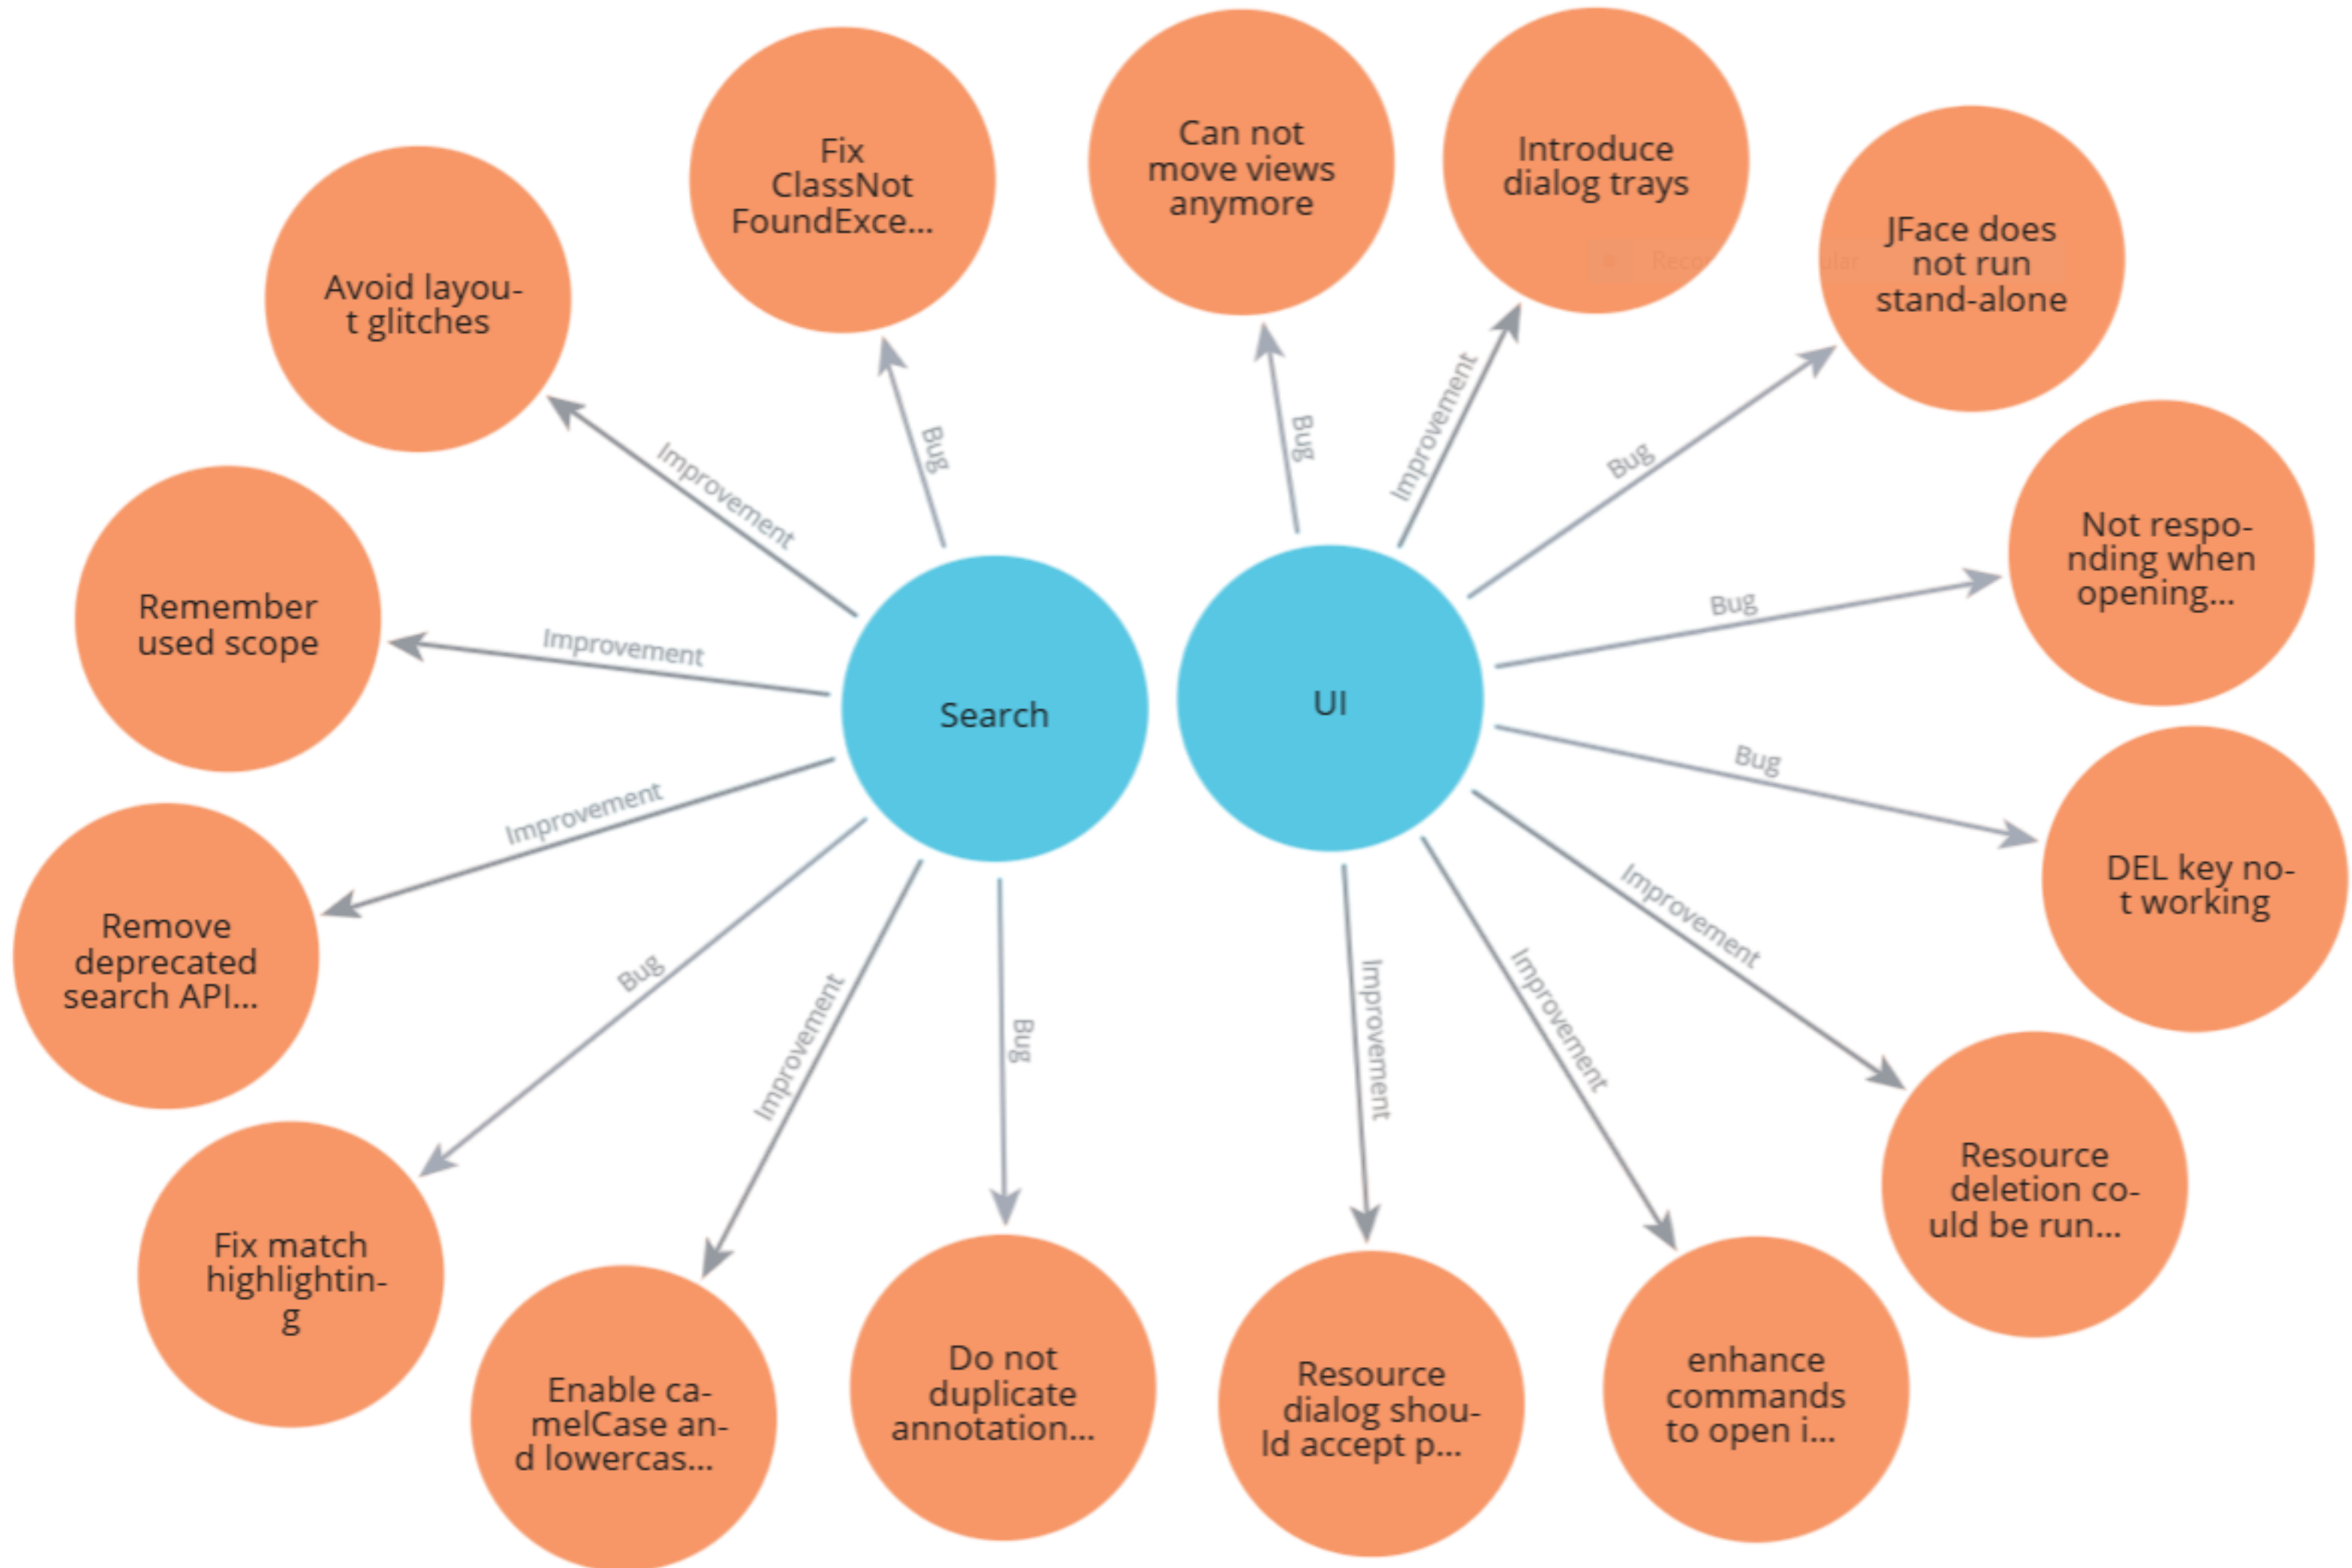 Can not
move views
anymore
Introduce
dialog trays
Fix
ClassNot
FoundExce...
JFace does
not run
stand-alone
Avoid layou-
t glitches
Improvement
Bug
Bug
Improvement
Bug
Not respo-
nding when
opening...
Remember
used scope
Improvement
Bug
Search
UI
Improvement
Bug
DEL key no-
t working
Remove
deprecated
search API...
Bug
Improvement
Bug
Improvement
Improvement
Improvement
Resource
deletion co-
uld be run...
Fix match
highlightin-
g
Enable ca-
melCase an-
d lowercas...
Do not
duplicate
annotation...
Resource
dialog shou-
ld accept p...
enhance
commands
to open i...